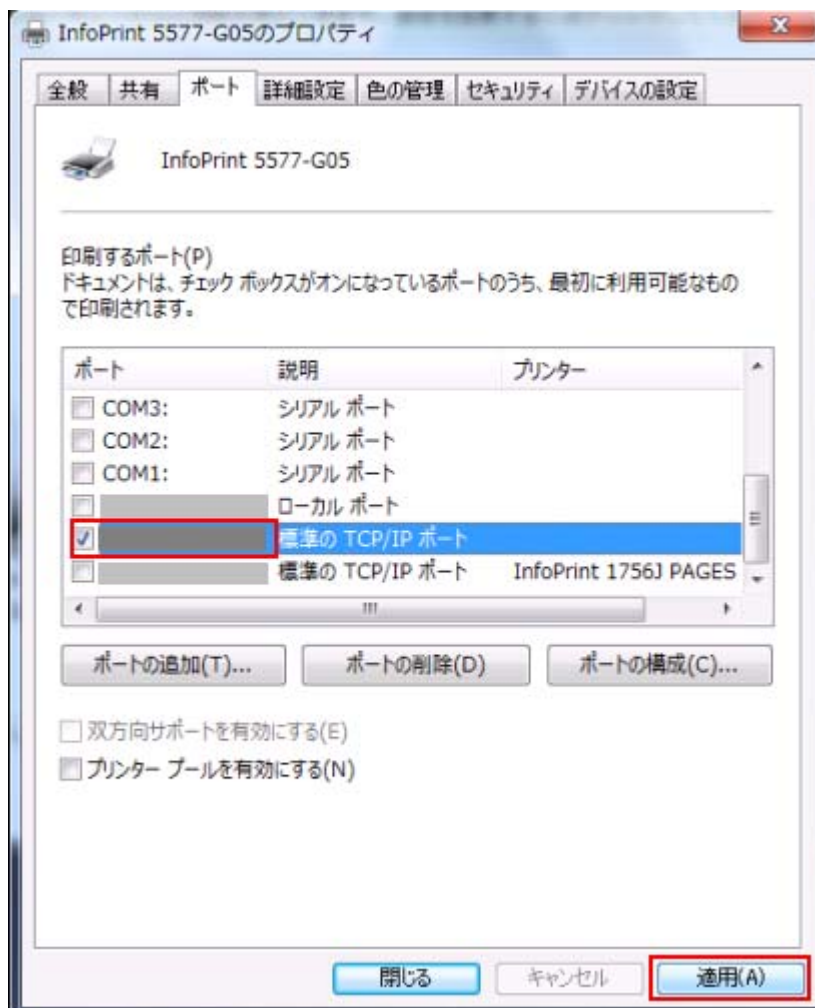 InfoPrint 5577-G05のプロパティ
全般 共有 ポート 詳細設定 色の管理 セキュリティ デバイスの設定
InfoPrint 5577-G05
印刷するポート(P)
ドキュメントは、チェック ボックスがオンになっているポートのうち、最初に利用可能なもの
で印刷されます。
ポート 説明 プリンター
COM3: シリアル ポート
COM2: シリアル ポート
COM1: シリアル ポート
ローカル ポート
標準の TCP/IP ポート
標準の TCP/IP ポート InfoPrint 1756J PAGES
ポートの追加(T)... ポートの削除(D) ポートの構成(C)...
双方向サポートを有効にする(E)
プリンター プールを有効にする(N)
閉じる キャンセル 適用(A)